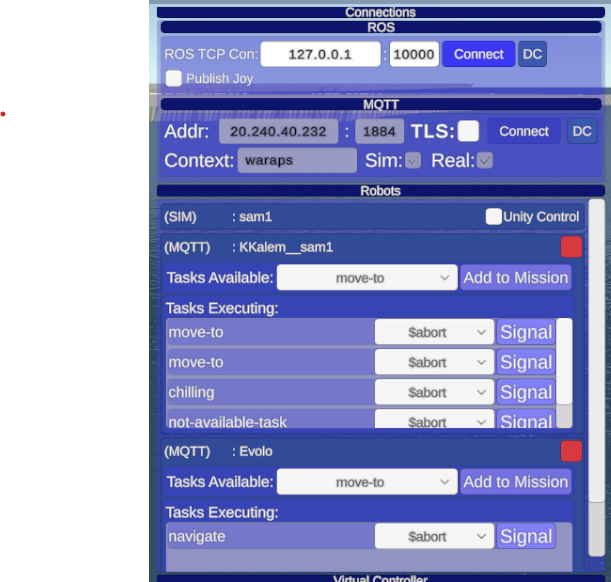 Connections
ROS
ROS TCP Con: 127.0.0.1 : 10000 Connect DC
Publish Joy
MQTT
Addr: 20.240.40.232 : 1884 TLS: Connect DC
Context: waraps Sim: Real:
Robots
(SIM) : sam1 Unity Control
(MQTT) : KKalem__sam1
Tasks Available: move-to Add to Mission
Tasks Executing:
move-to $abort Signal
move-to $abort Signal
chilling $abort Signal
not-available-task $abort Signal
(MQTT) : Evolo
Tasks Available: move-to Add to Mission
Tasks Executing:
navigate $abort Signal
Virtual Controller